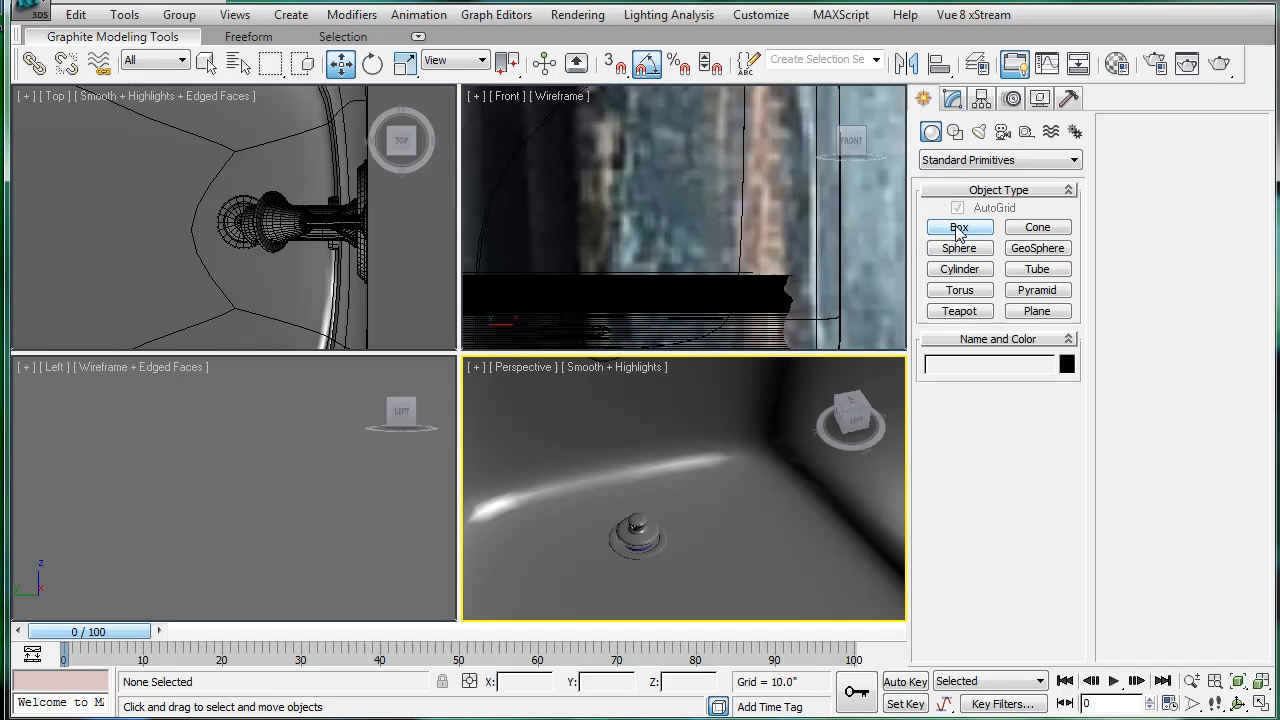 3DS Edit Tools Group Views Create Modifiers Animation Graph Editors Rendering Lighting Analysis Customize MAXScript Help Vue 8 xStream
Graphite Modeling Tools Freeform Selection
All View 3 Create Selection Se
[ + ] [ Top ] [ Smooth + Highlights + Edged Faces ]
TOP
[ + ] [ Front ] [ Wireframe ]
FRONT
[ + ] [ Left ] [ Wireframe + Edged Faces ]
LEFT
z
y x
[ + ] [ Perspective ] [ Smooth + Highlights ]
LEFT
Standard Primitives
Object Type
AutoGrid
Box Cone
Sphere GeoSphere
Cylinder Tube
Torus Pyramid
Teapot Plane
Name and Color
0 / 100
0 10 20 30 40 50 60 70 80 90 100
None Selected X: Y: Z: Grid = 10.0" Auto Key Selected
Welcome to M Click and drag to select and move objects Add Time Tag Set Key Key Filters... 0